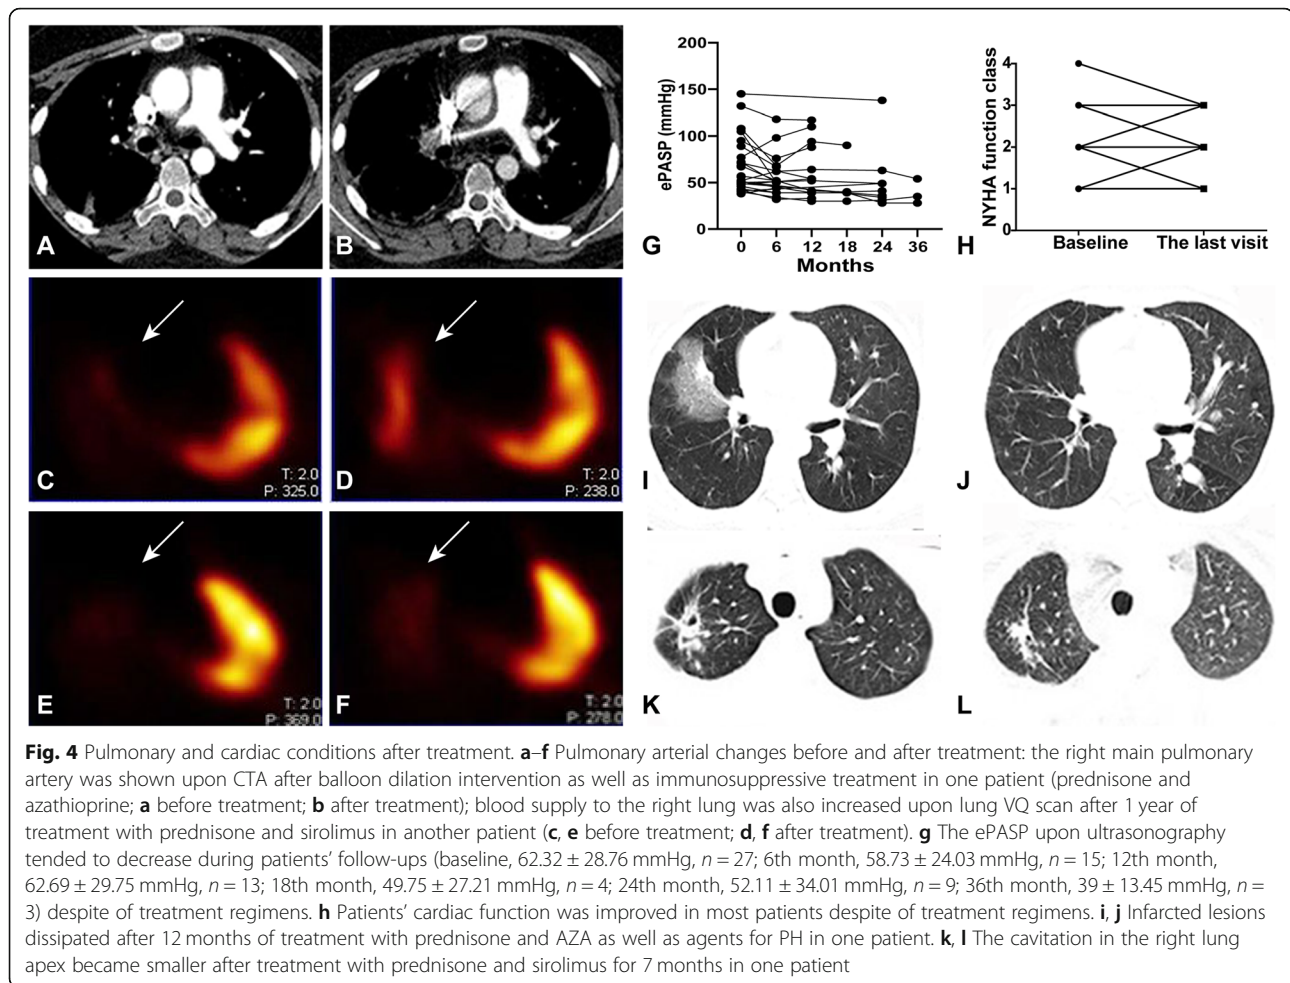 A
B
200
150
100
50
0
ePASP (mmHg)
0 6 12 18 24 36
Months
G
4
3
2
1
0
NYHA function class
Baseline The last visit
H
C
T: 2.0
P: 325.0
D
T: 2.0
P: 238.0
E
T: 2.0
P: 369.0
F
T: 2.0
P: 278.0
I
J
K
L
Fig. 4 Pulmonary and cardiac conditions after treatment. a–f Pulmonary arterial changes before and after treatment: the right main pulmonary
artery was shown upon CTA after balloon dilation intervention as well as immunosuppressive treatment in one patient (prednisone and
azathioprine; a before treatment; b after treatment); blood supply to the right lung was also increased upon lung VQ scan after 1 year of
treatment with prednisone and sirolimus in another patient (c, e before treatment; d, f after treatment). g The ePASP upon ultrasonography
tended to decrease during patients’ follow-ups (baseline, 62.32 ± 28.76 mmHg, n = 27; 6th month, 58.73 ± 24.03 mmHg, n = 15; 12th month,
62.69 ± 29.75 mmHg, n = 13; 18th month, 49.75 ± 27.21 mmHg, n = 4; 24th month, 52.11 ± 34.01 mmHg, n = 9; 36th month, 39 ± 13.45 mmHg, n =
3) despite of treatment regimens. h Patients’ cardiac function was improved in most patients despite of treatment regimens. i, j Infarcted lesions
dissipated after 12 months of treatment with prednisone and AZA as well as agents for PH in one patient. k, l The cavitation in the right lung
apex became smaller after treatment with prednisone and sirolimus for 7 months in one patient